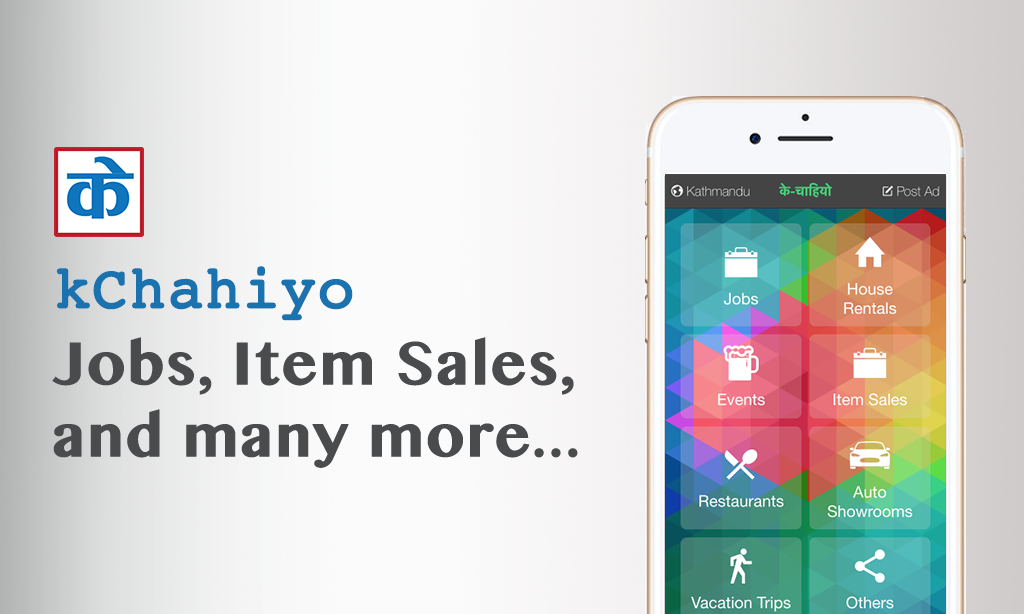 के
kChahiyo
Jobs, Item Sales,
and many more...
Kathmandu
के-चाहियो
Post Ad
Jobs
House
Rentals
Events
Item Sales
Restaurants
Auto
Showrooms
Vacation Trips
Others